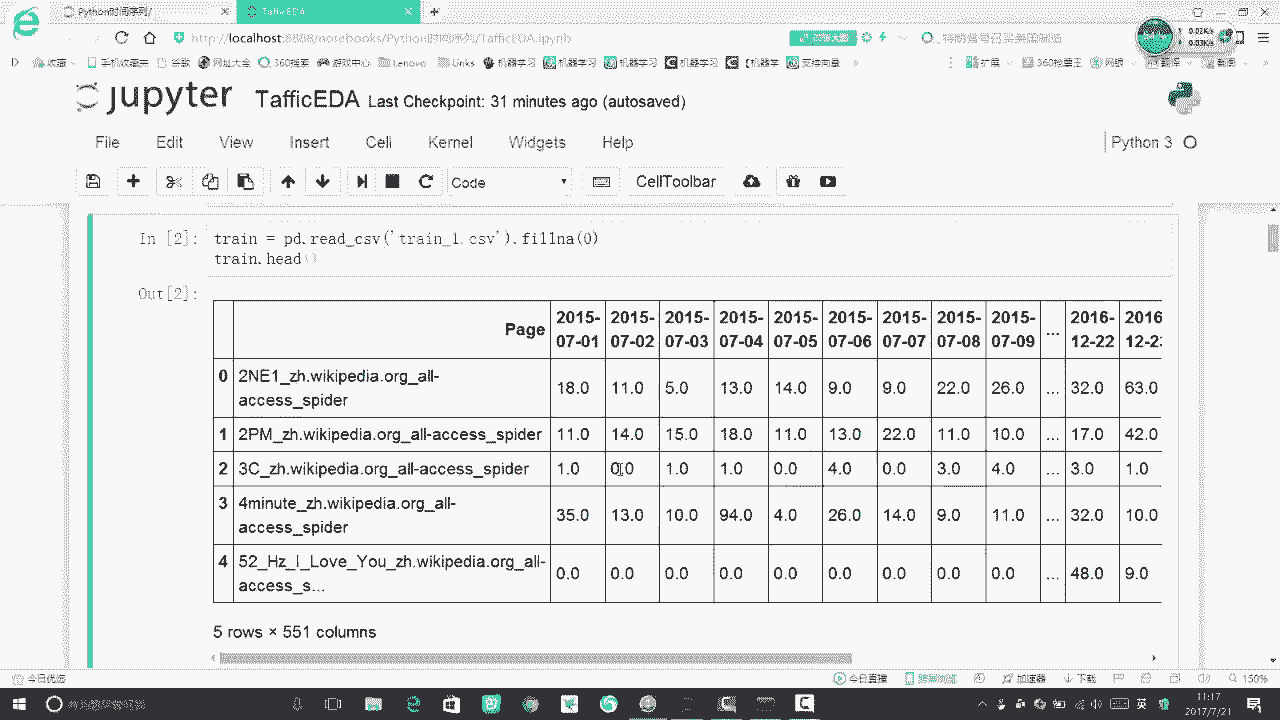 Python时间序列/
TafficEDA
http://localhost:8888/notebooks/Python时间序列/TafficEDA.ipynb
0.02K/s
0.03K/s
收藏 手机收藏夹 谷歌 网址大全 360搜索 游戏中心 Lenovo Links 机器学习 机器学习 机器学习 机器学习 【机器学 支持向量 »
扩展 网银 »
jupyter TafficEDA Last Checkpoint: 31 minutes ago (autosaved)
File Edit View Insert Cell Kernel Widgets Help
Python 3
Code CellToolbar
In [2]: train = pd.read_csv('train_1.csv').fillna(0)
train.head()
Out[2]:
Page 2015-07-01 2015-07-02 2015-07-03 2015-07-04 2015-07-05 2015-07-06 2015-07-07 2015-07-08 2015-07-09 ... 2016-12-22 2016 12-2
0 2NE1_zh.wikipedia.org_all-access_spider 18.0 11.0 5.0 13.0 14.0 9.0 9.0 22.0 26.0 ... 32.0 63.0
1 2PM_zh.wikipedia.org_all-access_spider 11.0 14.0 15.0 18.0 11.0 13.0 22.0 11.0 10.0 ... 17.0 42.0
2 3C_zh.wikipedia.org_all-access_spider 1.0 0.0 1.0 1.0 0.0 4.0 0.0 3.0 4.0 ... 3.0 1.0
3 4minute_zh.wikipedia.org_all-access_spider 35.0 13.0 10.0 94.0 4.0 26.0 14.0 9.0 11.0 ... 32.0 10.0
4 52_Hz_I_Love_You_zh.wikipedia.org_all-access_s... 0.0 0.0 0.0 0.0 0.0 0.0 0.0 0.0 0.0 ... 48.0 9.0
5 rows × 551 columns
今日优选
今日直播 跨屏浏览 加速器 下载 150%
英
11:17
2017/7/21